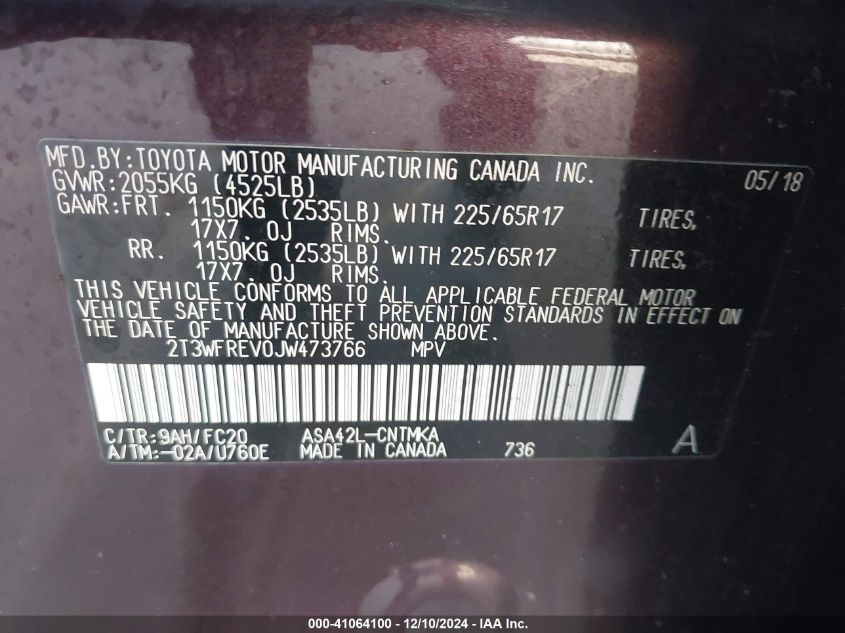 MFD.BY:TOYOTA MOTOR MANUFACTURING CANADA INC. 05/18
GVWR:2055KG (4525LB)
GAWR:FRT. 1150KG (2535LB) WITH 225/65R17 TIRES,
17X7. 0J RIMS.
RR. 1150KG (2535LB) WITH 225/65R17 TIRES,
17X7. 0J RIMS.
THIS VEHICLE CONFORMS TO ALL APPLICABLE FEDERAL MOTOR
VEHICLE SAFETY AND THEFT PREVENTION STANDARDS IN EFFECT ON
THE DATE OF MANUFACTURE SHOWN ABOVE.
2T3WFREV0JW473766 MPV
C/TR:9AH/FC20 ASA42L-CNTMKA
A/TM:-02A/U760E MADE IN CANADA 736 A
000-41064100 - 12/10/2024 - IAA Inc.